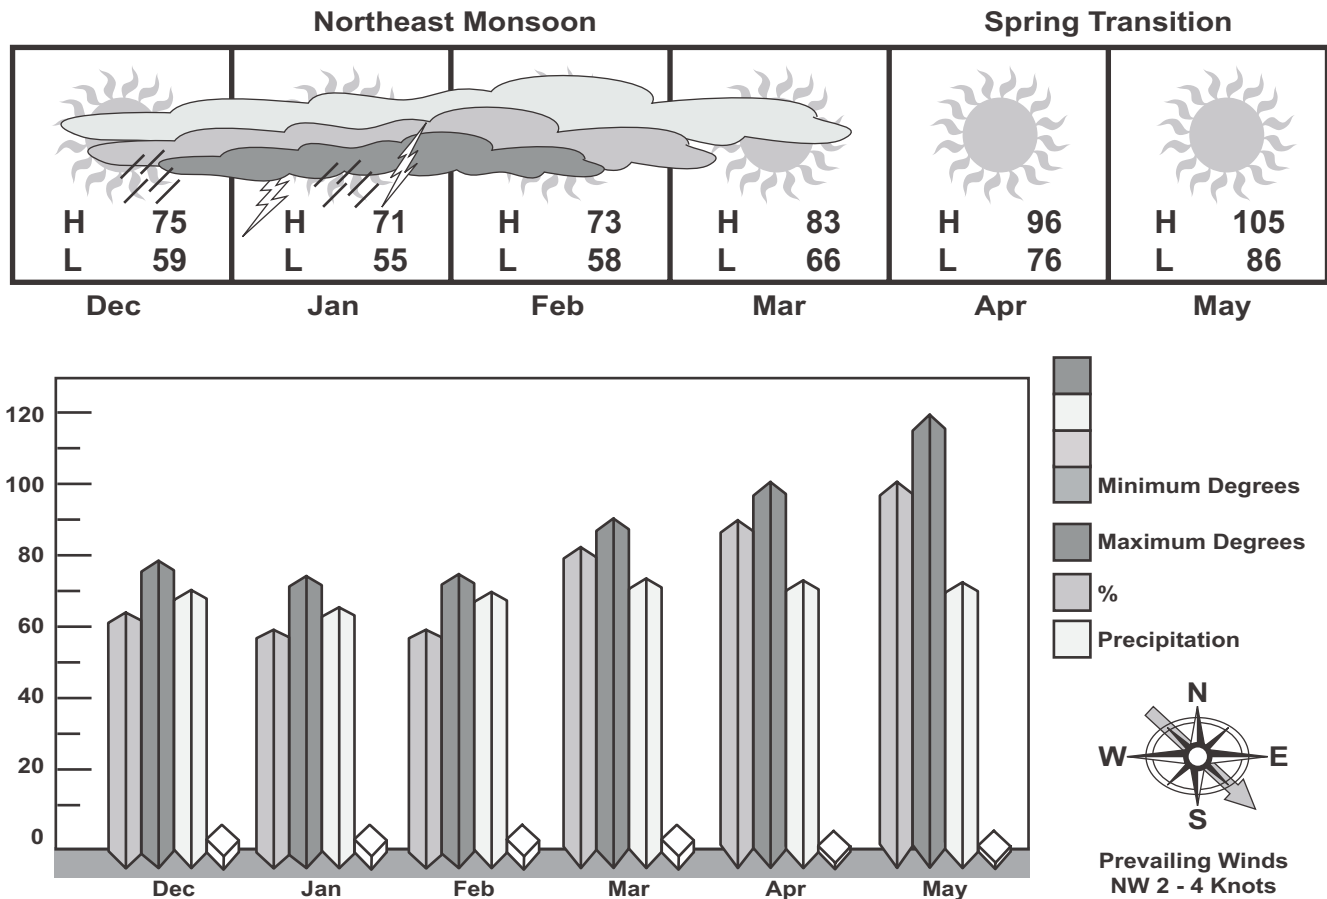 Northeast Monsoon Spring Transition
H 75 H 71 H 73 H 83 H 96 H 105
L 59 L 55 L 58 L 66 L 76 L 86
Dec Jan Feb Mar Apr May
120
100
80
60
40
20
0
Dec Jan Feb Mar Apr May
Minimum Degrees
Maximum Degrees
%
Precipitation
N
W E
S
Prevailing Winds
NW 2 - 4 Knots